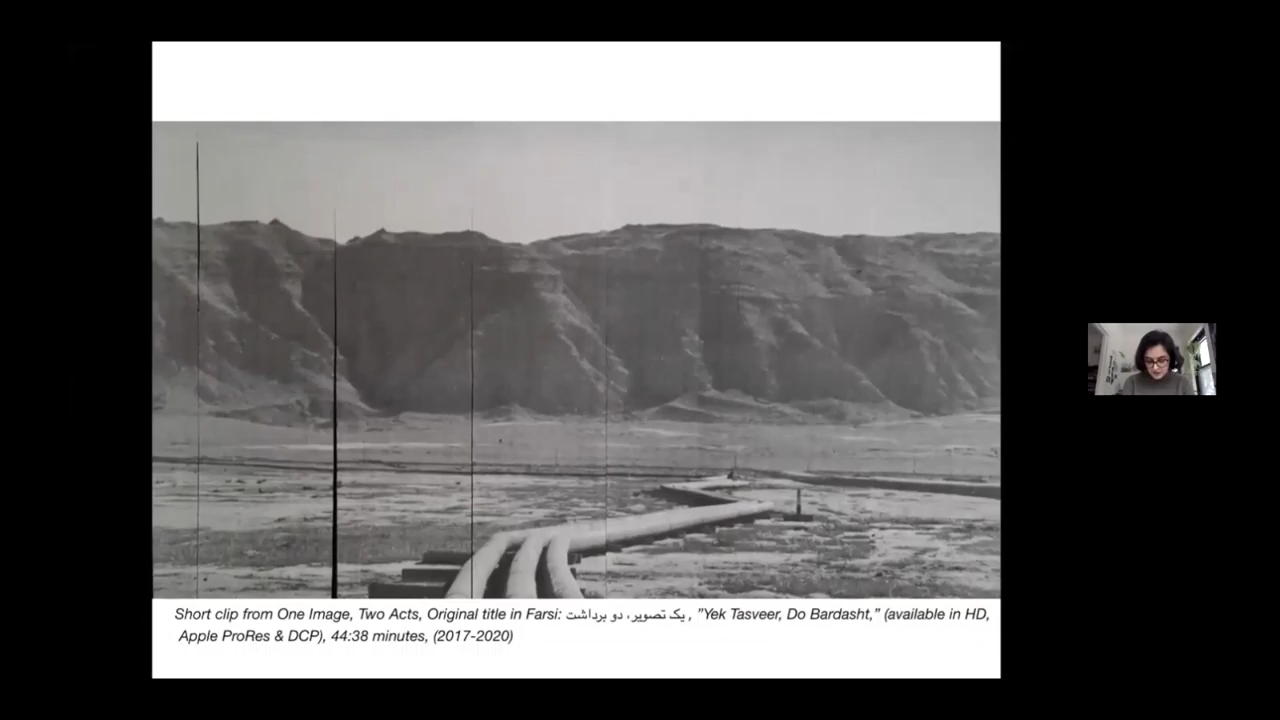 Short clip from One Image, Two Acts, Original title in Farsi: یک تصویر، دو برداشت , "Yek Tasveer, Do Bardasht," (available in HD,
Apple ProRes & DCP), 44:38 minutes, (2017-2020)